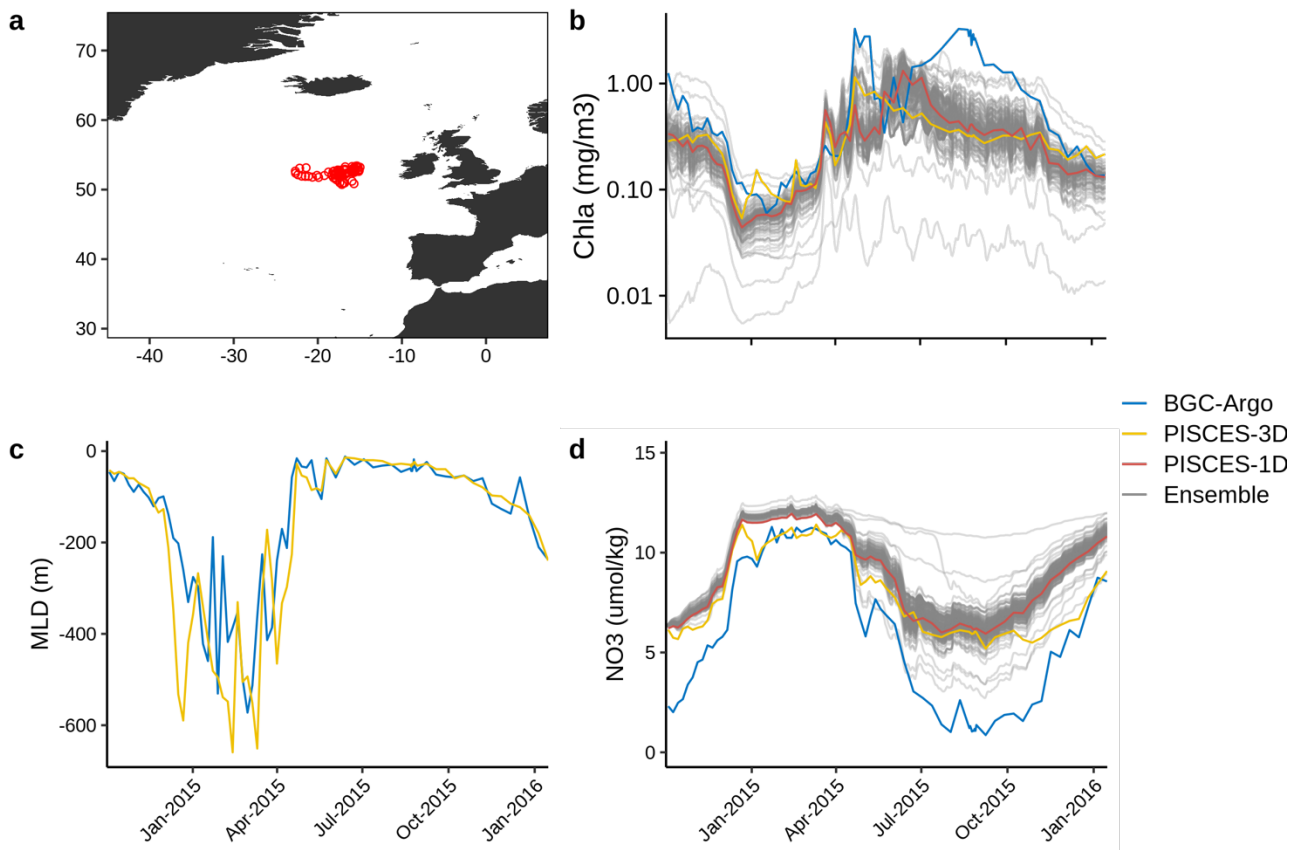 a
70
60
50
40
30
-40 -30 -20 -10 0
b
Chla (mg/m3)
1.00
0.10
0.01
c
MLD (m)
0
-200
-400
-600
Jan-2015 Apr-2015 Jul-2015 Oct-2015 Jan-2016
d
NO3 (umol/kg)
15
10
5
0
Jan-2015 Apr-2015 Jul-2015 Oct-2015 Jan-2016
BGC-Argo
PISCES-3D
PISCES-1D
Ensemble